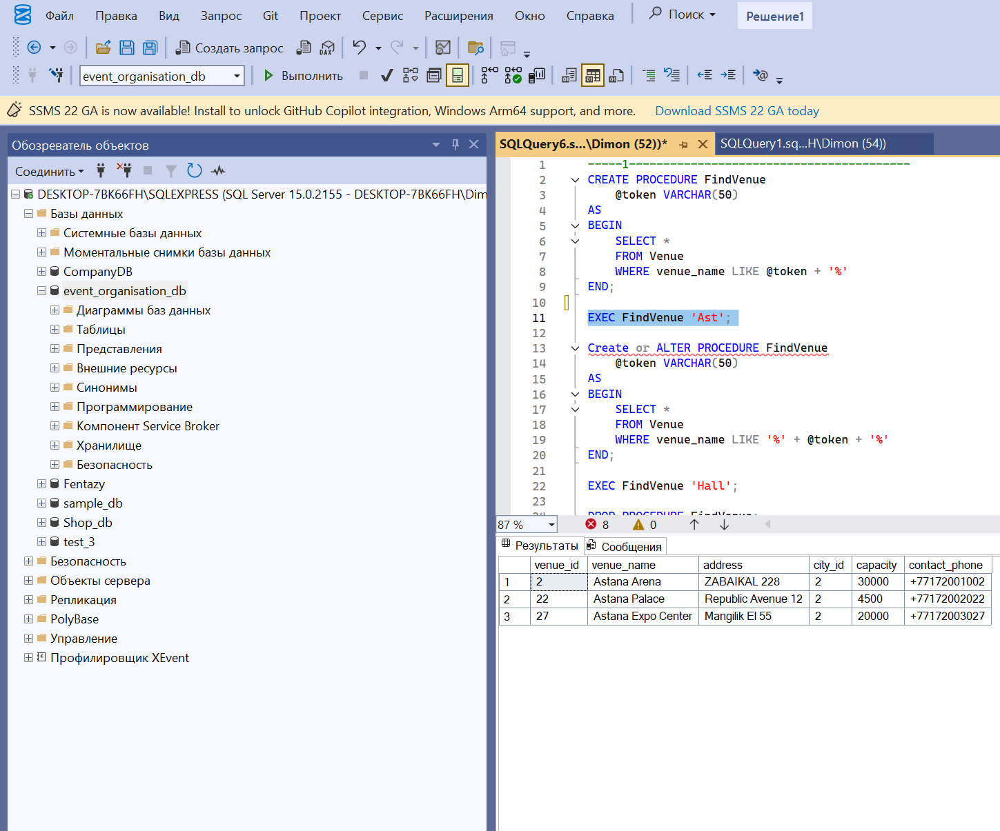 Файл Правка Вид Запрос Git Проект Сервис Расширения Окно Справка Поиск Решение1
Создать запрос DAX
event_organisation_db Выполнить
SSMS 22 GA is now available! Install to unlock GitHub Copilot integration, Windows Arm64 support, and more. Download SSMS 22 GA today
Обозреватель объектов
Соединить
DESKTOP-7BK66FH\SQLEXPRESS (SQL Server 15.0.2155 - DESKTOP-7BK66FH\Dim
Базы данных
Системные базы данных
Моментальные снимки базы данных
CompanyDB
event_organisation_db
Диаграммы баз данных
Таблицы
Представления
Внешние ресурсы
Синонимы
Программирование
Компонент Service Broker
Хранилище
Безопасность
Fentazy
sample_db
Shop_db
test_3
Безопасность
Объекты сервера
Репликация
PolyBase
Управление
Профилировщик XEvent
SQLQuery6.s...\Dimon (52))* SQLQuery1.sq...H\Dimon (54))
1 -----1-----------------------------------------
2 CREATE PROCEDURE FindVenue
3 @token VARCHAR(50)
4 AS
5 BEGIN
6 SELECT *
7 FROM Venue
8 WHERE venue_name LIKE @token + '%'
9 END;
10
11 EXEC FindVenue 'Ast';
12
13 Create or ALTER PROCEDURE FindVenue
14 @token VARCHAR(50)
15 AS
16 BEGIN
17 SELECT *
18 FROM Venue
19 WHERE venue_name LIKE '%' + @token + '%'
20 END;
21
22 EXEC FindVenue 'Hall';
23
24 DROP PROCEDURE FindVenue;
87 % 8 0
Результаты Сообщения
venue_id venue_name address city_id capacity contact_phone
1 2 Astana Arena ZABAIKAL 228 2 30000 +77172001002
2 22 Astana Palace Republic Avenue 12 2 4500 +77172002022
3 27 Astana Expo Center Mangilik El 55 2 20000 +77172003027